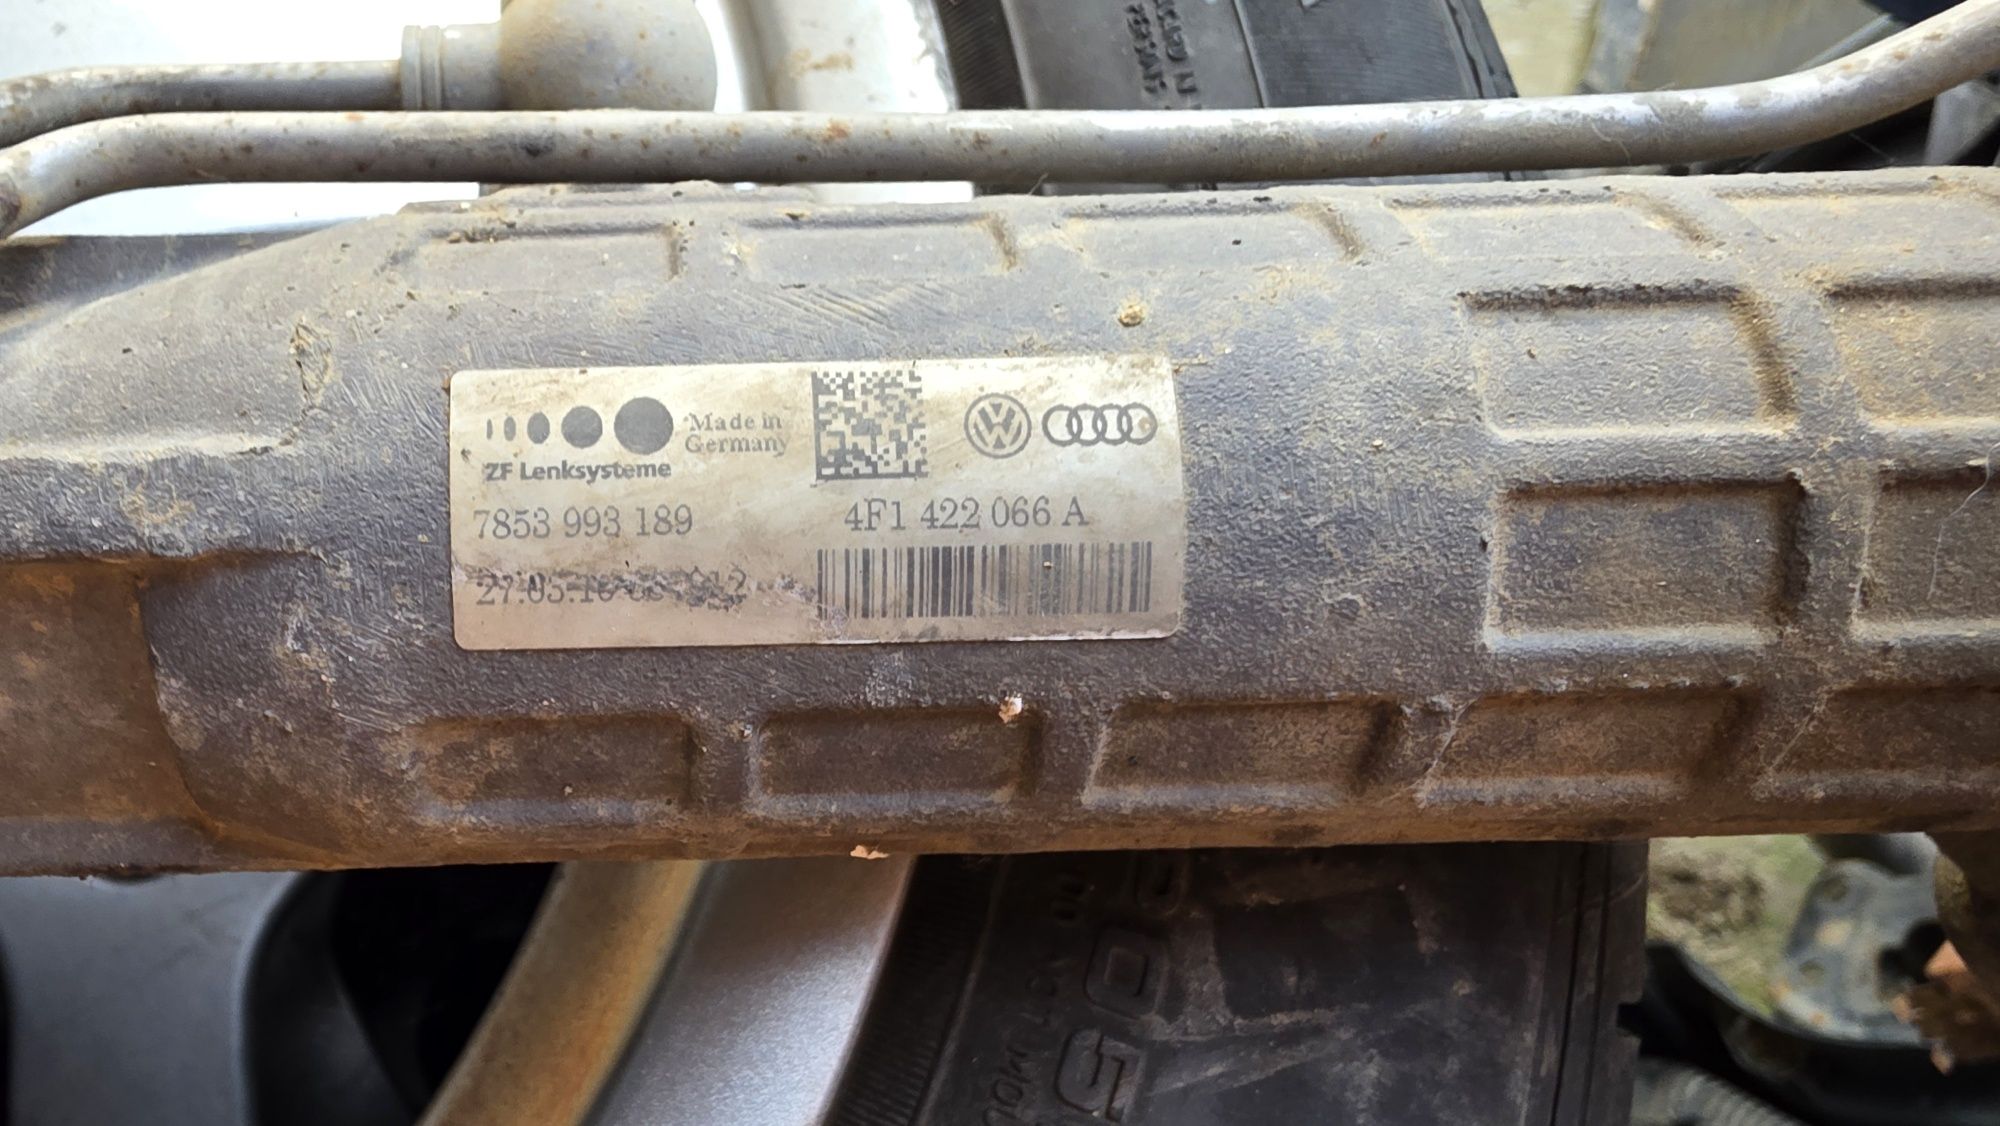 Made in
Germany
ZF Lenksysteme
7853 993 189
4F1 422 066 A